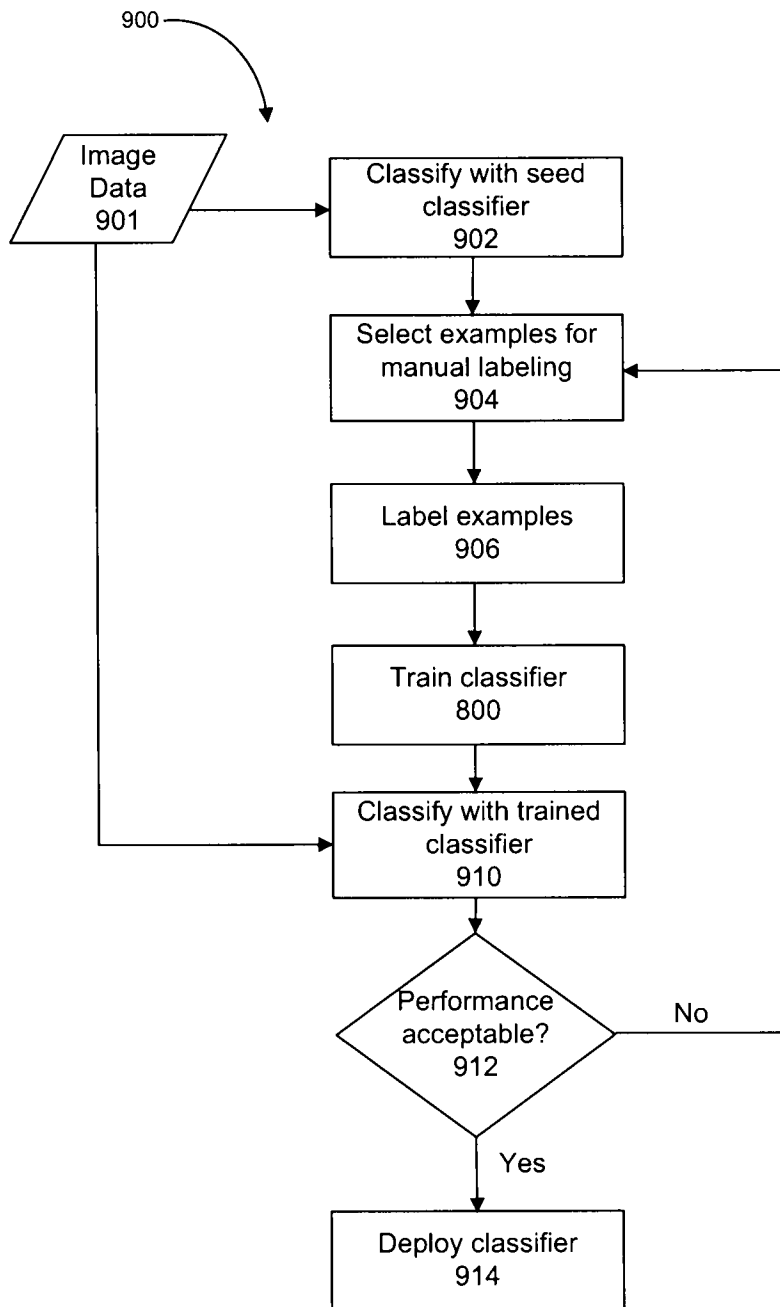 900
Image
Data
901
Classify with seed
classifier
902
Select examples for
manual labeling
904
Label examples
906
Train classifier
800
Classify with trained
classifier
910
Performance
acceptable?
912
No
Yes
Deploy classifier
914